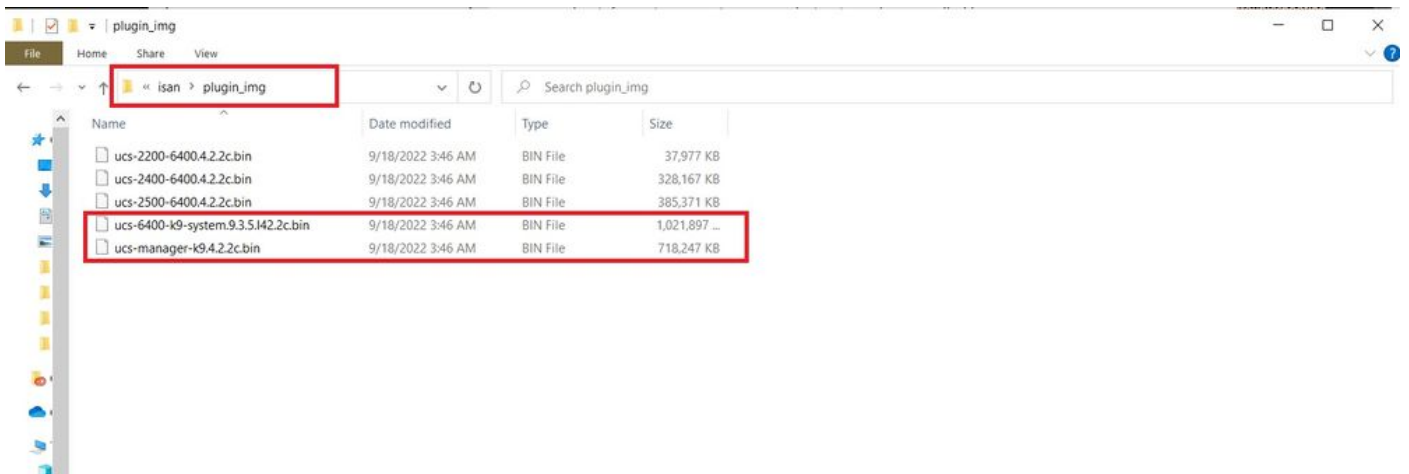 plugin_img
File Home Share View
« isan > plugin_img
Search plugin_img
Name Date modified Type Size
ucs-2200-6400.4.2.2c.bin 9/18/2022 3:46 AM BIN File 37,977 KB
ucs-2400-6400.4.2.2c.bin 9/18/2022 3:46 AM BIN File 328,167 KB
ucs-2500-6400.4.2.2c.bin 9/18/2022 3:46 AM BIN File 385,371 KB
ucs-6400-k9-system.9.3.5.I42.2c.bin 9/18/2022 3:46 AM BIN File 1,021,897 ...
ucs-manager-k9.4.2.2c.bin 9/18/2022 3:46 AM BIN File 718,247 KB